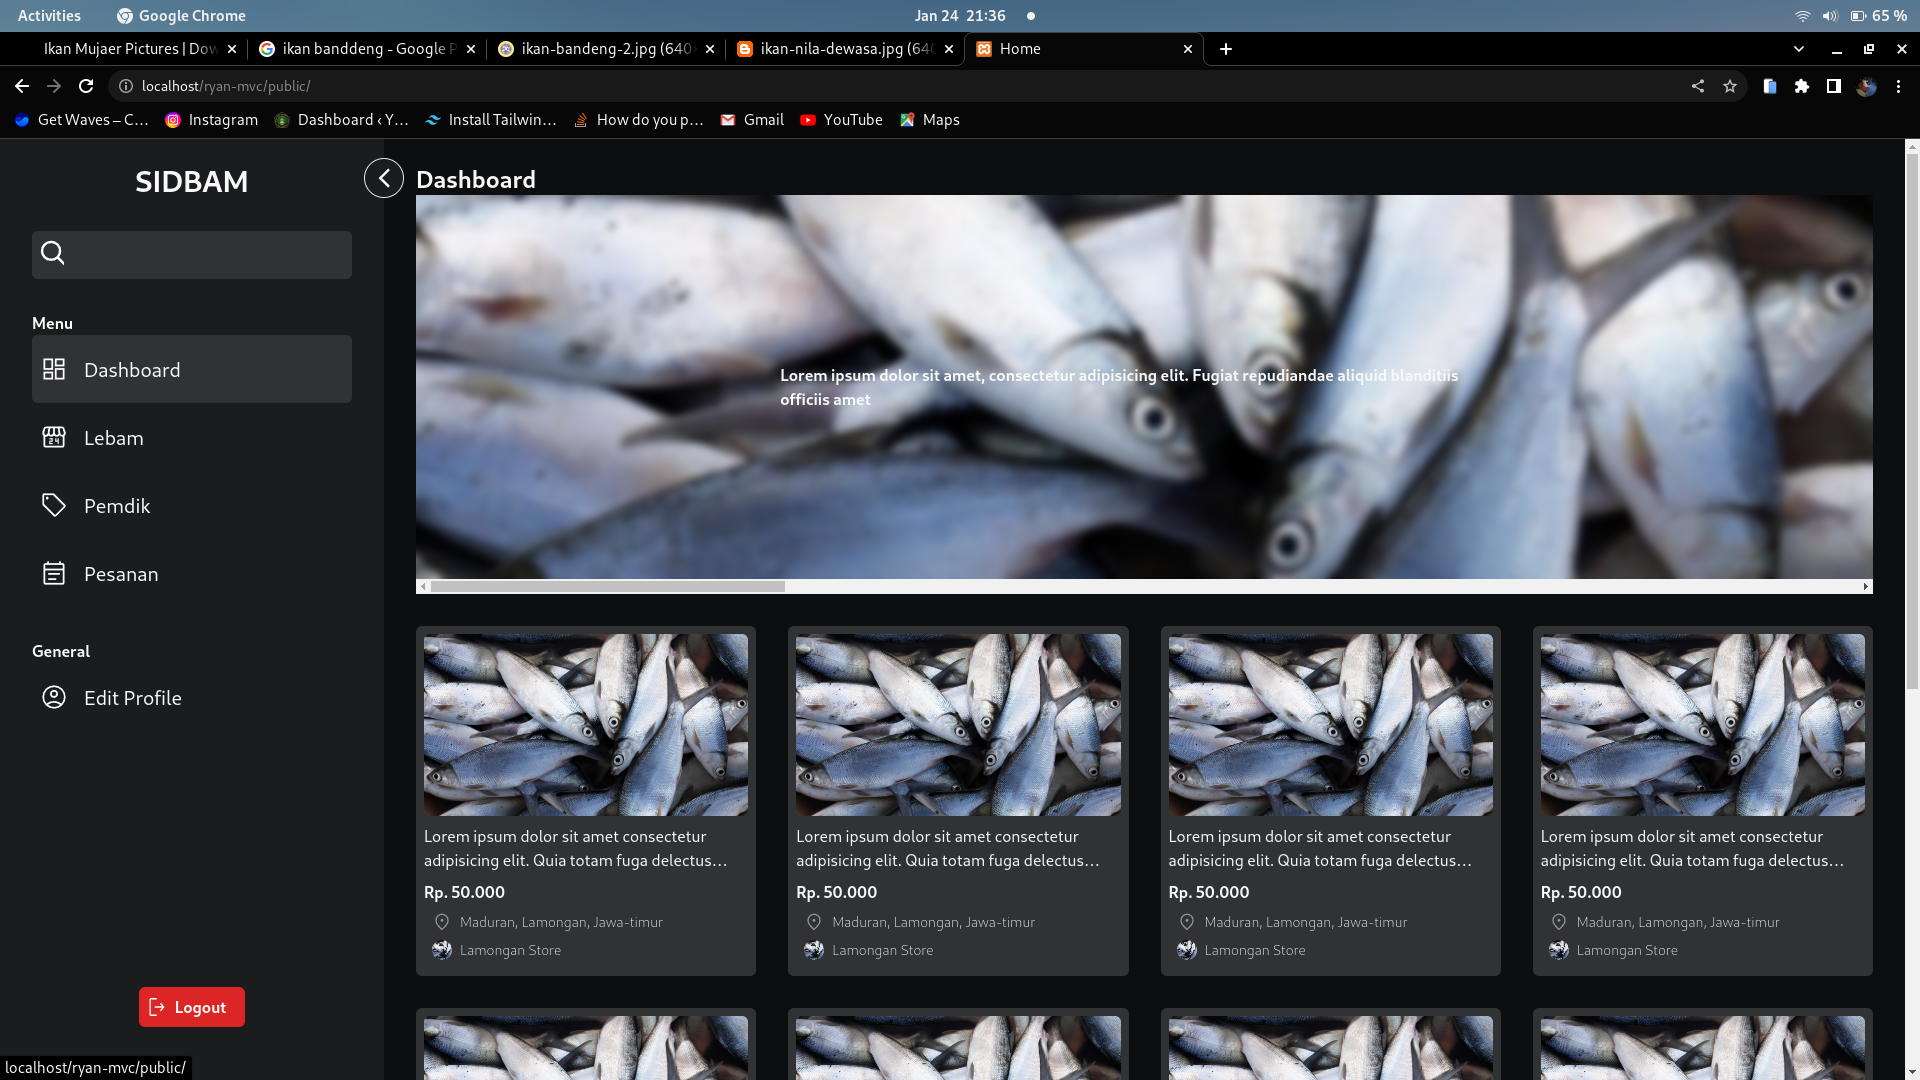 Activities
Google Chrome
Jan 24 21:36
65 %
Ikan Mujaer Pictures | Dow
ikan banddeng - Google P
ikan-bandeng-2.jpg (640
ikan-nila-dewasa.jpg (640
Home
localhost/ryan-mvc/public/
Get Waves – C...
Instagram
Dashboard ‹ Y...
Install Tailwin...
How do you p...
Gmail
YouTube
Maps
SIDBAM
Menu
Dashboard
Lebam
Pemdik
Pesanan
General
Edit Profile
Logout
localhost/ryan-mvc/public/
Dashboard
Lorem ipsum dolor sit amet, consectetur adipisicing elit. Fugiat repudiandae aliquid blanditiis
officiis amet
Lorem ipsum dolor sit amet consectetur
adipisicing elit. Quia totam fuga delectus...
Rp. 50.000
Maduran, Lamongan, Jawa-timur
Lamongan Store
Lorem ipsum dolor sit amet consectetur
adipisicing elit. Quia totam fuga delectus...
Rp. 50.000
Maduran, Lamongan, Jawa-timur
Lamongan Store
Lorem ipsum dolor sit amet consectetur
adipisicing elit. Quia totam fuga delectus...
Rp. 50.000
Maduran, Lamongan, Jawa-timur
Lamongan Store
Lorem ipsum dolor sit amet consectetur
adipisicing elit. Quia totam fuga delectus...
Rp. 50.000
Maduran, Lamongan, Jawa-timur
Lamongan Store